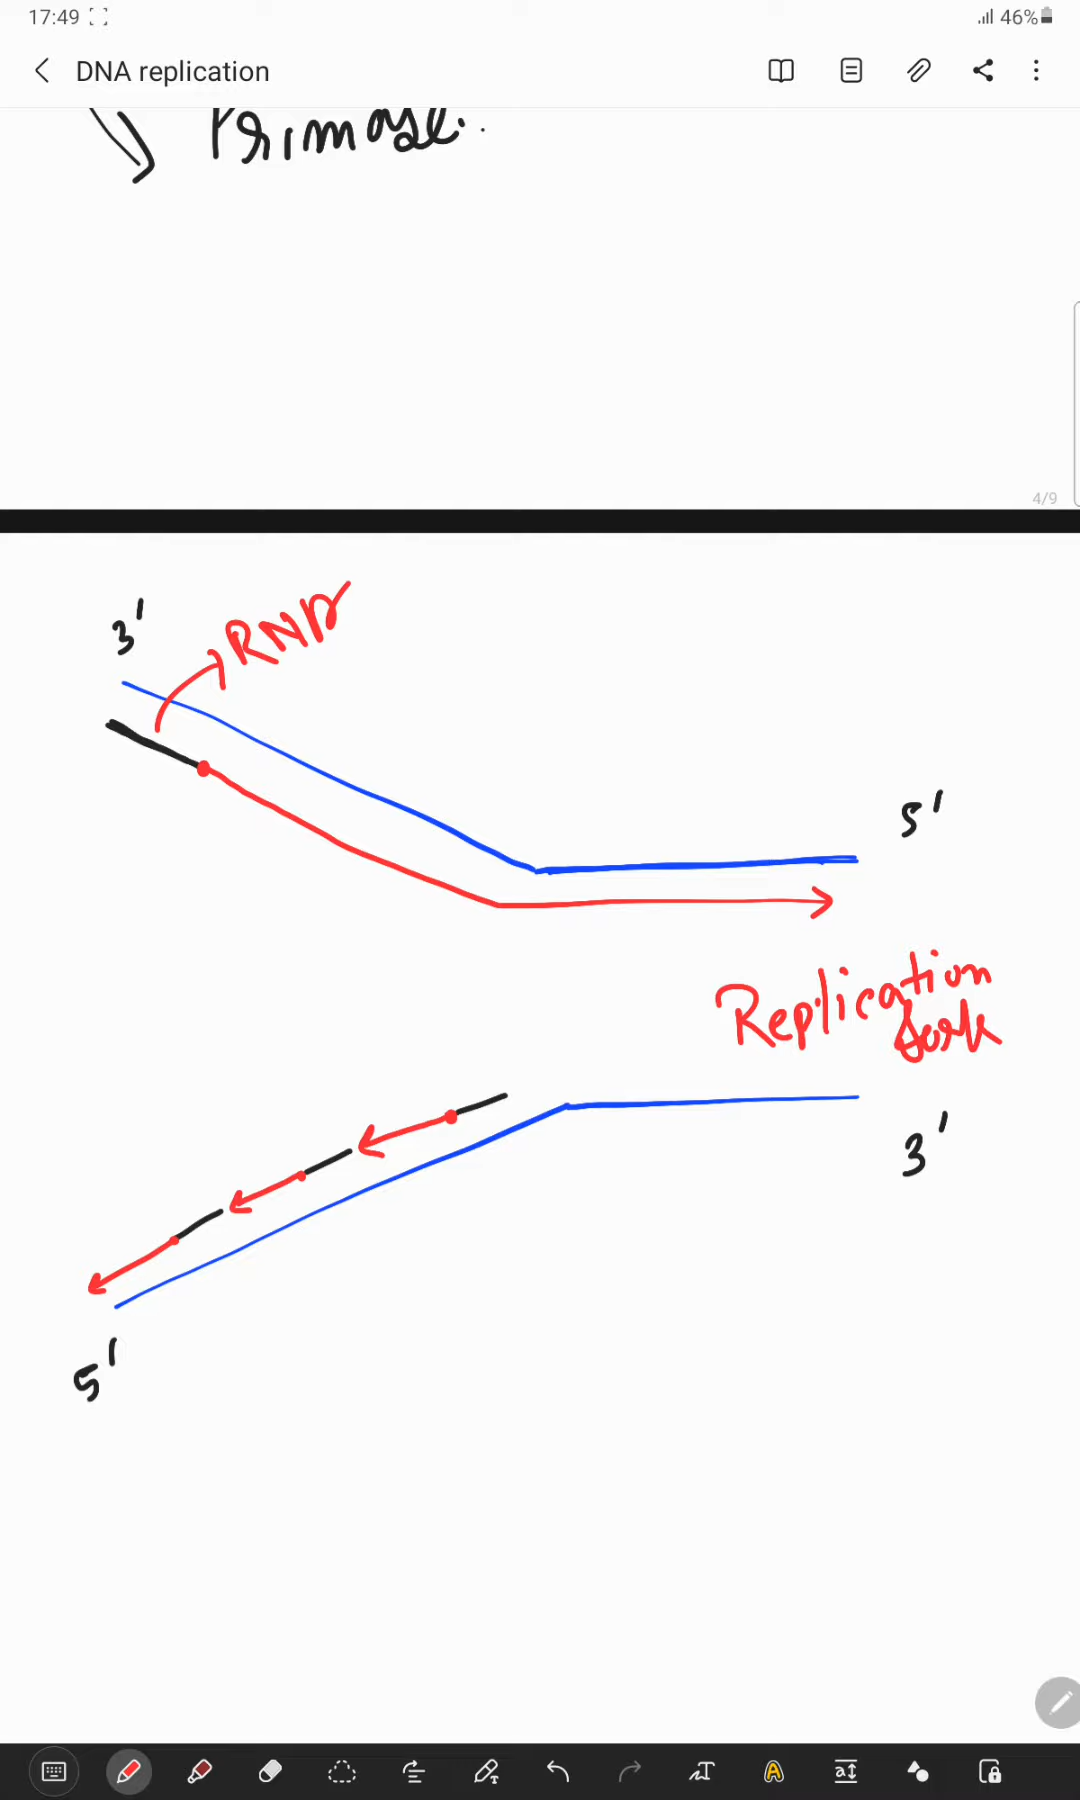 17:49
46%
DNA replication
Primase.
4/9
3'
RNA
5'
Replication
fork
3'
5'